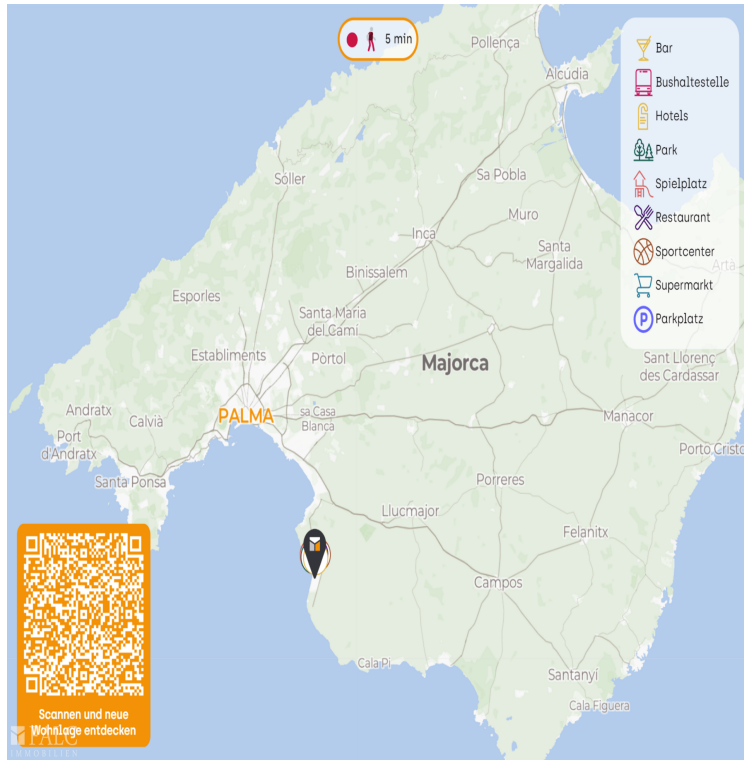 5 min
Pollença
Alcúdia
Bar
Bushaltestelle
Hotels
Park
Spielplatz
Restaurant
Sportcenter
Supermarkt
P Parkplatz
Sóller
Sa Pobla
Muro
Inca
Santa
Margalida
Artà
Binissalem
Esporles
Santa Maria
del Camí
Establiments
Pòrtol
Majorca
Sant Llorenç
des Cardassar
Andratx
Calvià
PALMA
sa Casa
Blanca
Manacor
Port
d'Andratx
Porto Cristo
Santa Ponsa
Porreres
Llucmajor
Felanitx
Campos
Cala Pi
Santanyí
Cala Figuera
Scannen und neue
Wohnlage entdecken
FALC
IMMOBILIEN